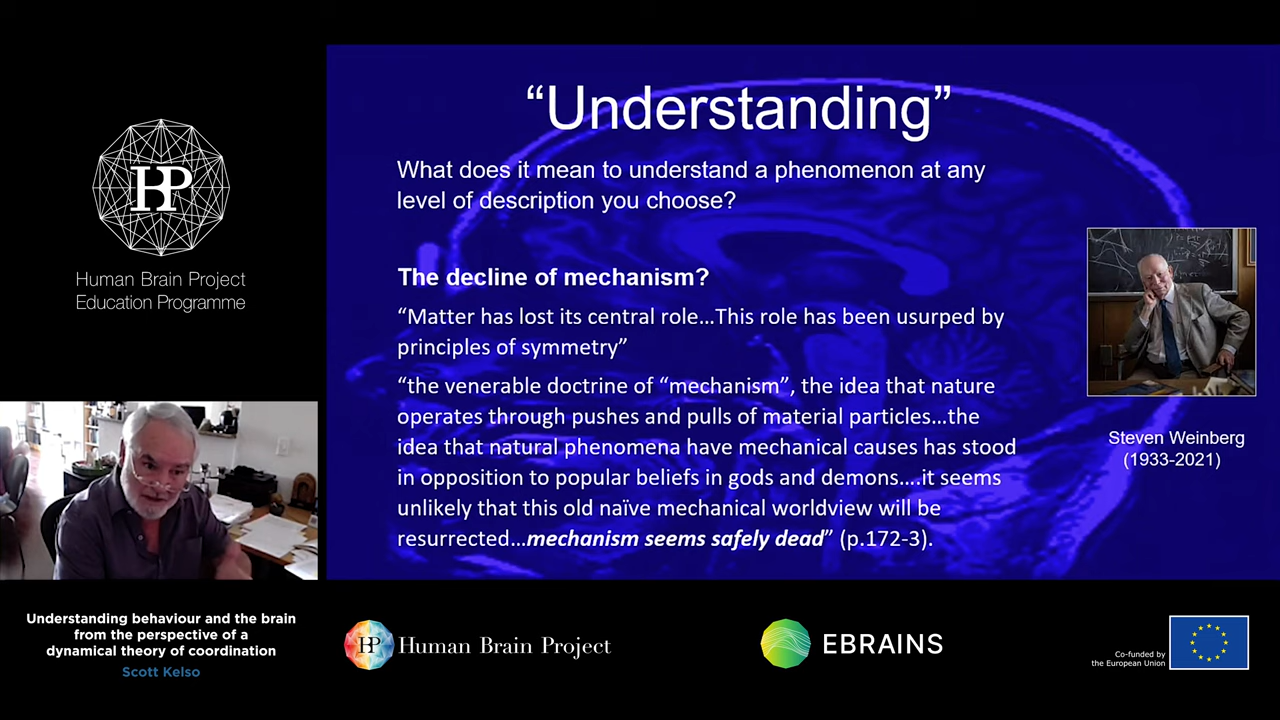 HP
Human Brain Project
Education Programme
“Understanding”
What does it mean to understand a phenomenon at any
level of description you choose?
The decline of mechanism?
“Matter has lost its central role...This role has been usurped by
principles of symmetry”
“the venerable doctrine of “mechanism”, the idea that nature
operates through pushes and pulls of material particles...the
idea that natural phenomena have mechanical causes has stood
in opposition to popular beliefs in gods and demons....it seems
unlikely that this old naïve mechanical worldview will be
resurrected...mechanism seems safely dead” (p.172-3).
Steven Weinberg
(1933-2021)
Understanding behaviour and the brain
from the perspective of a
dynamical theory of coordination
Scott Kelso
HP Human Brain Project
EBRAINS
Co-funded by
the European Union